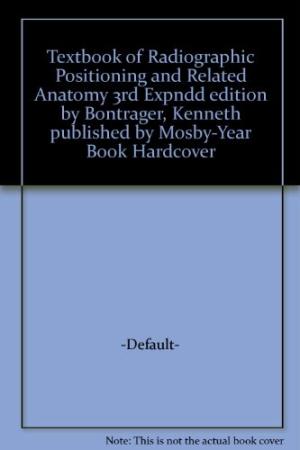 Textbook of Radiographic
Positioning and Related
Anatomy 3rd Expndd edition
by Bontrager, Kenneth
published by Mosby-Year
Book Hardcover
-Default-
Note: This is not the actual book cover